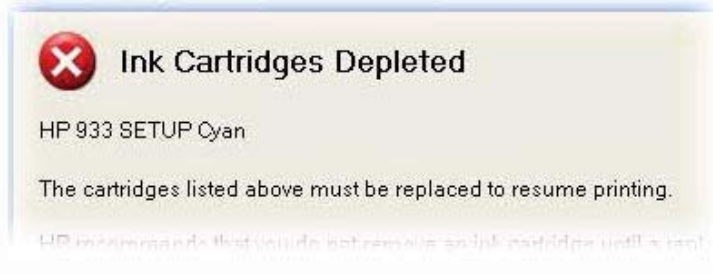 Ink Cartridges Depleted
HP 933 SETUP Cyan
The cartridges listed above must be replaced to resume printing.
HP recommends that you do not remove an ink cartridge until a